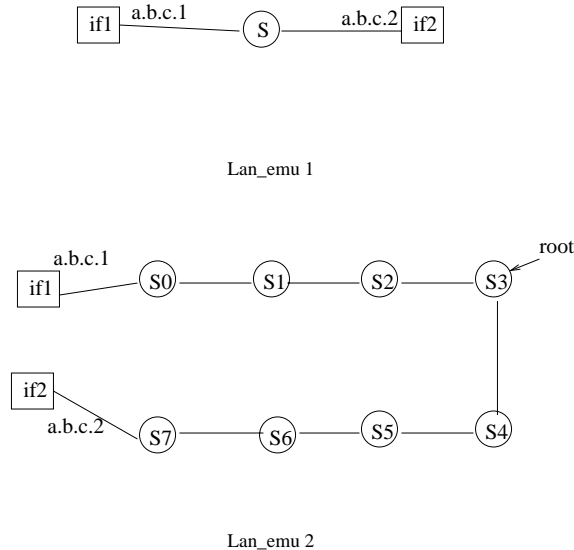 if1 a.b.c.1 S a.b.c.2 if2
Lan_emu 1
root
a.b.c.1
if1 S0 S1 S2 S3
if2
a.b.c.2
S7 S6 S5 S4
Lan_emu 2